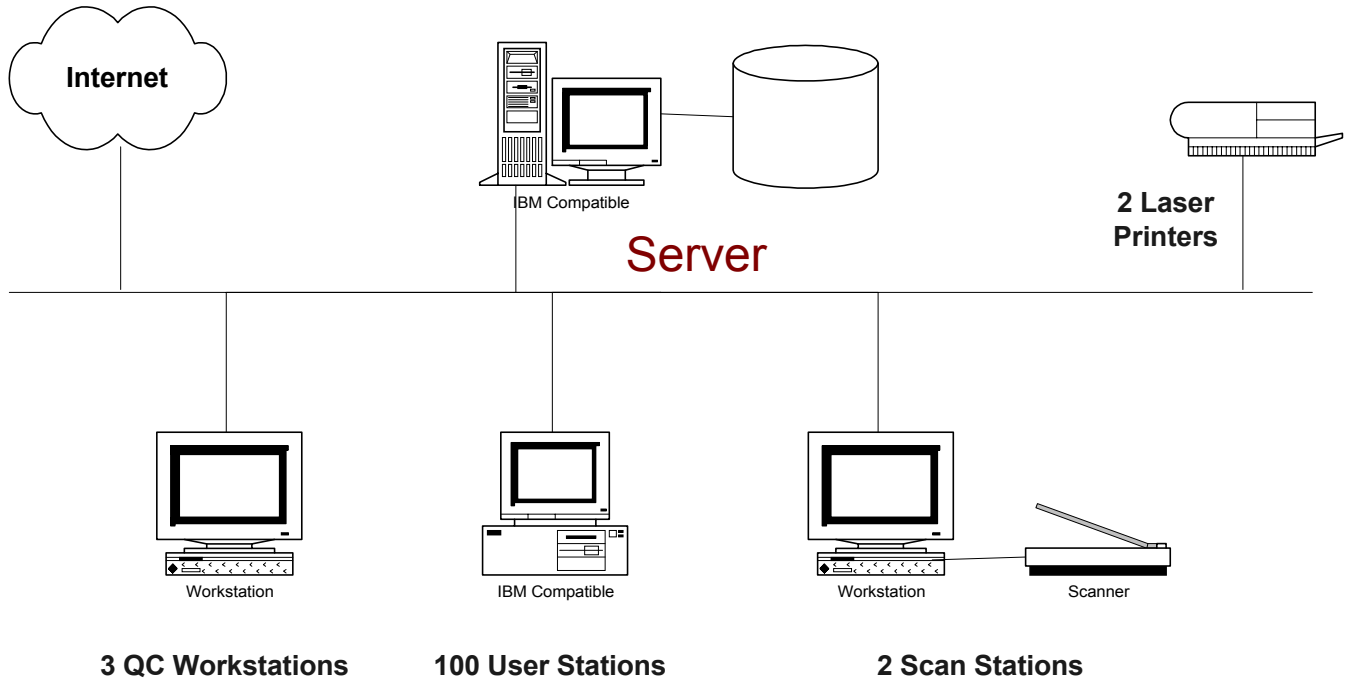 Internet
IBM Compatible
2 Laser
Printers
Server
Workstation
IBM Compatible
Workstation
Scanner
3 QC Workstations
100 User Stations
2 Scan Stations